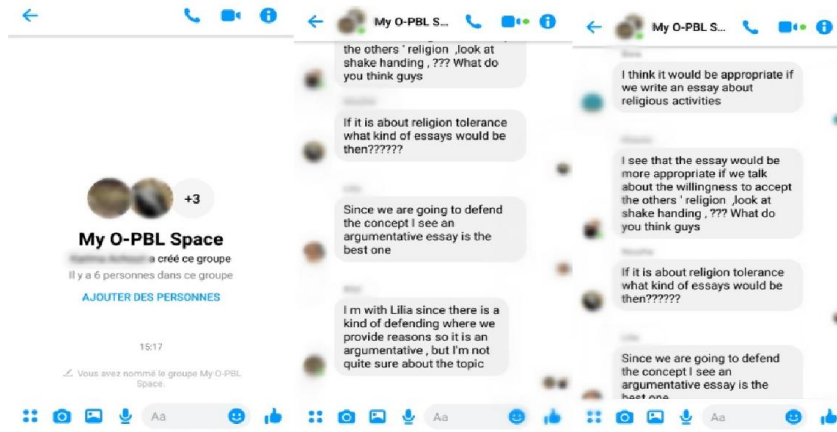 +3
My O-PBL Space
a créé ce groupe
Il y a 6 personnes dans ce groupe
AJOUTER DES PERSONNES
15:17
Vous avez nommé le groupe My O-PBL
Space.
Aa
My O-PBL S...
the others ' religion ,look at
shake handing , ??? What do
you think guys
If it is about religion tolerance
what kind of essays would be
then??????
Since we are going to defend
the concept I see an
argumentative essay is the
best one
I m with Lilia since there is a
kind of defending where we
provide reasons so it is an
argumentative , but I'm not
quite sure about the topic
Aa
My O-PBL S...
I think it would be appropriate if
we write an essay about
religious activities
I see that the essay would be
more appropriate if we talk
about the willingness to accept
the others ' religion ,look at
shake handing , ??? What do
you think guys
If it is about religion tolerance
what kind of essays would be
then??????
Since we are going to defend
the concept I see an
argumentative essay is the
best one
Aa